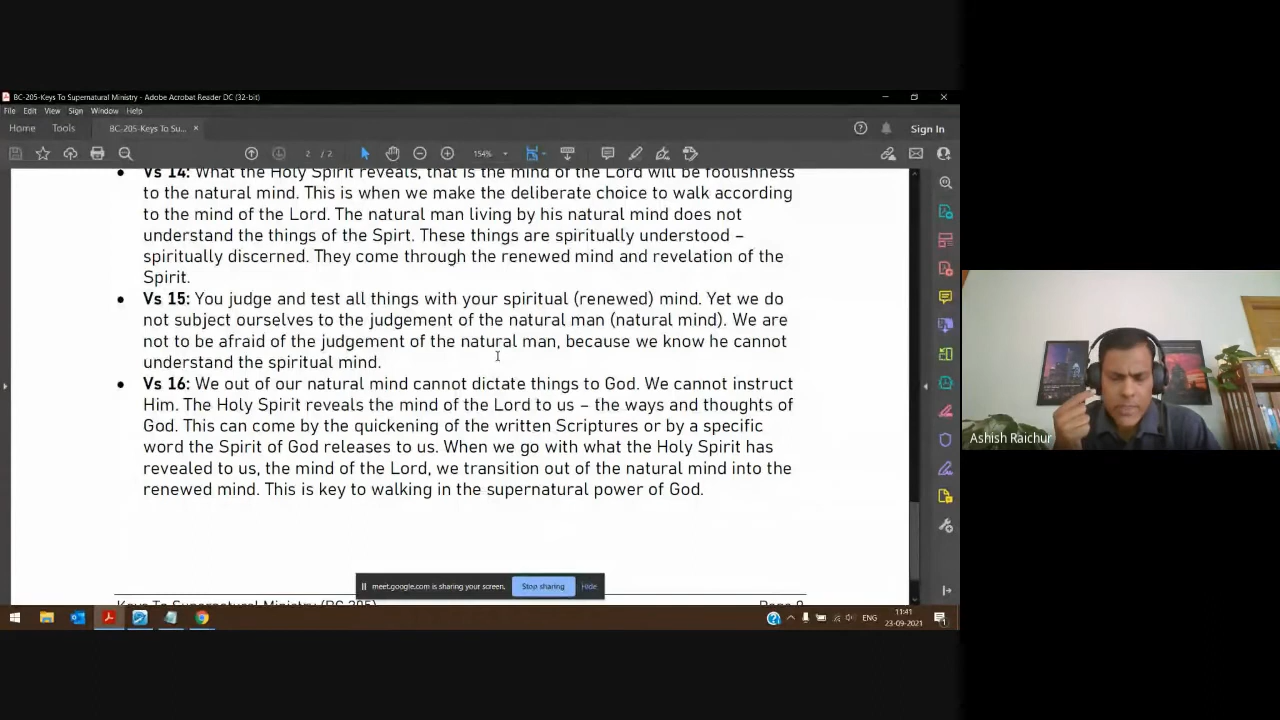 BC-205-Keys To Supernatural Ministry - Adobe Acrobat Reader DC (32-bit)
File Edit View Sign Window Help
Home Tools BC-205-Keys To Su... × Sign In
2 / 2 154%
• Vs 14: What the Holy Spirit reveals, that is the mind of the Lord will be foolishness
to the natural mind. This is when we make the deliberate choice to walk according
to the mind of the Lord. The natural man living by his natural mind does not
understand the things of the Spirt. These things are spiritually understood –
spiritually discerned. They come through the renewed mind and revelation of the
Spirit.
• Vs 15: You judge and test all things with your spiritual (renewed) mind. Yet we do
not subject ourselves to the judgement of the natural man (natural mind). We are
not to be afraid of the judgement of the natural man, because we know he cannot
understand the spiritual mind.
• Vs 16: We out of our natural mind cannot dictate things to God. We cannot instruct
Him. The Holy Spirit reveals the mind of the Lord to us – the ways and thoughts of
God. This can come by the quickening of the written Scriptures or by a specific
word the Spirit of God releases to us. When we go with what the Holy Spirit has
revealed to us, the mind of the Lord, we transition out of the natural mind into the
renewed mind. This is key to walking in the supernatural power of God.
Ashish Raichur
meet.google.com is sharing your screen. Stop sharing Hide
Keys To Supernatural Ministry (BC 205)
ENG
11:41
23-09-2021